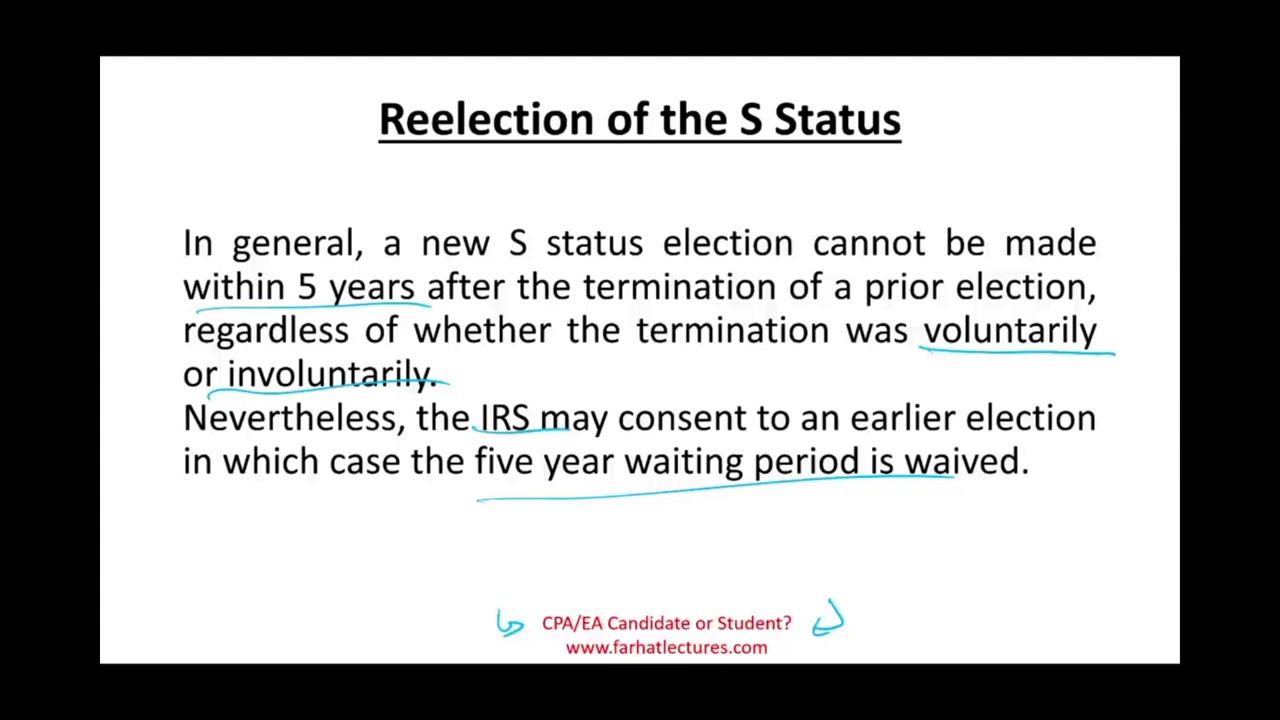 Reelection of the S Status
In general, a new S status election cannot be made
within 5 years after the termination of a prior election,
regardless of whether the termination was voluntarily
or involuntarily.
Nevertheless, the IRS may consent to an earlier election
in which case the five year waiting period is waived.
CPA/EA Candidate or Student?
www.farhatlectures.com